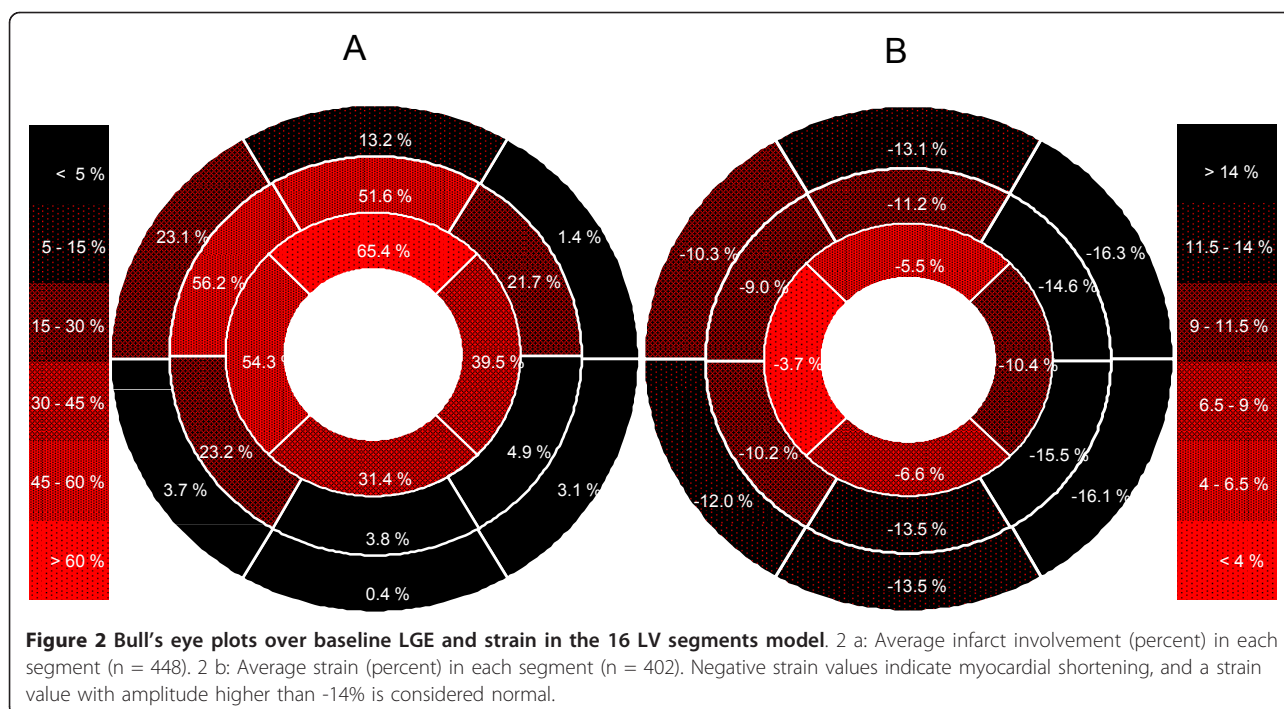 A
B
< 5 %
5 - 15 %
15 - 30 %
30 - 45 %
45 - 60 %
> 60 %
13.2 %
51.6 %
65.4 %
23.1 %
56.2 %
54.3
1.4 %
21.7 %
39.5 %
23.2 %
3.7 %
31.4 %
4.9 %
3.1 %
3.8 %
0.4 %
-13.1 %
-11.2 %
-5.5 %
-10.3 %
-9.0 %
-3.7 %
-16.3 %
-14.6 %
-10.4 %
-10.2 %
-12.0 %
-6.6 %
-15.5 %
-16.1 %
-13.5 %
-13.5 %
> 14 %
11.5 - 14 %
9 - 11.5 %
6.5 - 9 %
4 - 6.5 %
< 4 %
Figure 2 Bull's eye plots over baseline LGE and strain in the 16 LV segments model. 2 a: Average infarct involvement (percent) in each
segment (n = 448). 2 b: Average strain (percent) in each segment (n = 402). Negative strain values indicate myocardial shortening, and a strain
value with amplitude higher than -14% is considered normal.